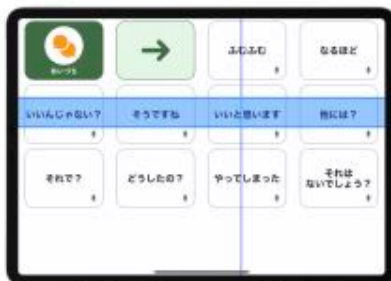 あいづち
ふむふむ
なるほど
いいんじゃない？
そうですね
いいと思います
他には？
それで？
どうしたの？
やってしまった
それは
ないでしょう？